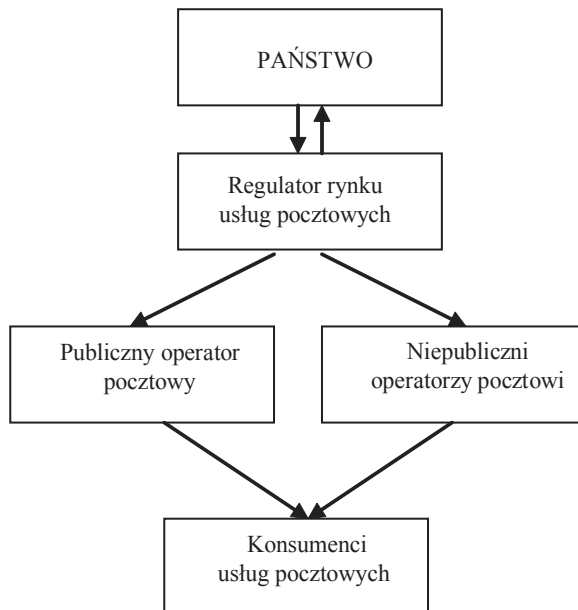 PAŃSTWO
Regulator rynku
usług pocztowych
Publiczny operator
pocztowy
Niepubliczni
operatorzy pocztowi
Konsumenci
usług pocztowych